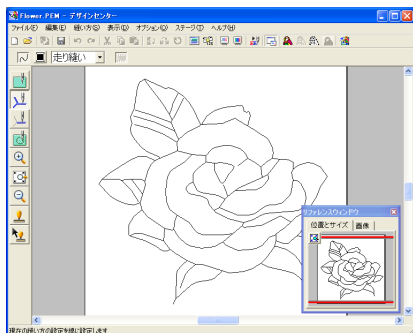 Flower.PEM - デザインセンター
ファイル(F) 編集(E) 縫い方(S) 表示(D) オプション(O) ステージ(T) ヘルプ(H)
走り縫い
リファレンスウィンドウ
位置とサイズ 画像
現在の縫い方の設定を線に設定します